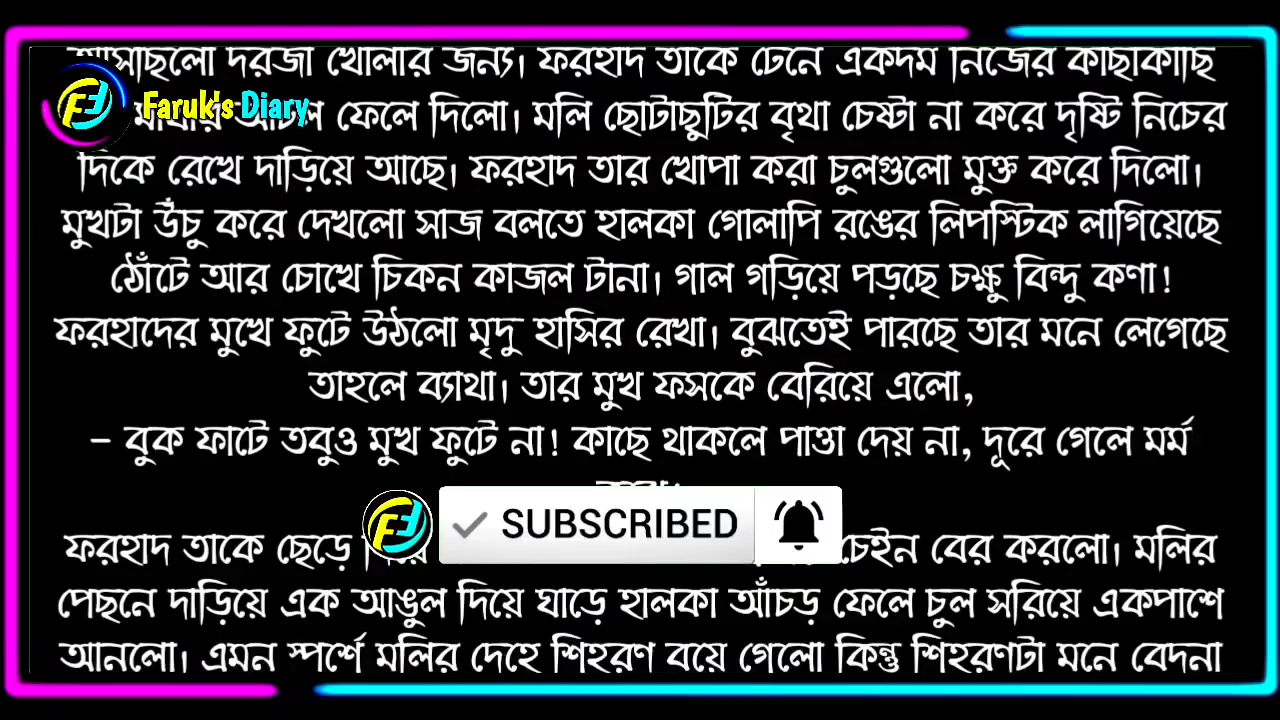 দরজা খোলার জন্য। ফরহাদ তাকে টেনে একদম নিজের কাছাকাছি
Faruk's Diary
ফেলে দিলো। মলি ছোটাছুটির বৃথা চেষ্টা না করে দৃষ্টি নিচের
দিকে রেখে দাড়িয়ে আছে। ফরহাদ তার খোপা করা চুলগুলো মুক্ত করে দিলো।
মুখটা উঁচু করে দেখলো সাজ বলতে হালকা গোলাপি রঙের লিপস্টিক লাগিয়েছে
ঠোঁটে আর চোখে চিকন কাজল টানা। গাল গড়িয়ে পড়ছে চক্ষু বিন্দু কণা!
ফরহাদের মুখে ফুটে উঠলো মৃদু হাসির রেখা। বুঝতেই পারছে তার মনে লেগেছে
তাহলে ব্যাথা। তার মুখ ফসকে বেরিয়ে এলো,
– বুক ফাটে তবুও মুখ ফুটে না! কাছে থাকলে পাত্তা দেয় না, দূরে গেলে মর্ম
SUBSCRIBED
ফরহাদ তাকে ছেড়ে চেইন বের করলো। মলির
পেছনে দাড়িয়ে এক আঙুল দিয়ে ঘাড়ে হালকা আঁচড় ফেলে চুল সরিয়ে একপাশে
আনলো। এমন স্পর্শে মলির দেহে শিহরণ বয়ে গেলো কিন্তু শিহরণটা মনে বেদনা